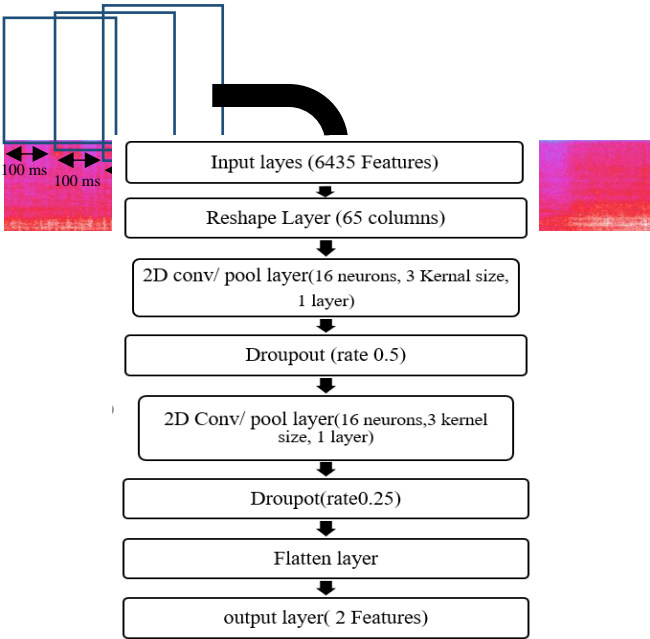 100 ms
100 ms
Input layes (6435 Features)
Reshape Layer (65 columns)
2D conv/ pool layer(16 neurons, 3 Kernal size,
1 layer)
Droupout (rate 0.5)
2D Conv/ pool layer(16 neurons,3 kernel
size, 1 layer)
Droupot(rate0.25)
Flatten layer
output layer( 2 Features)